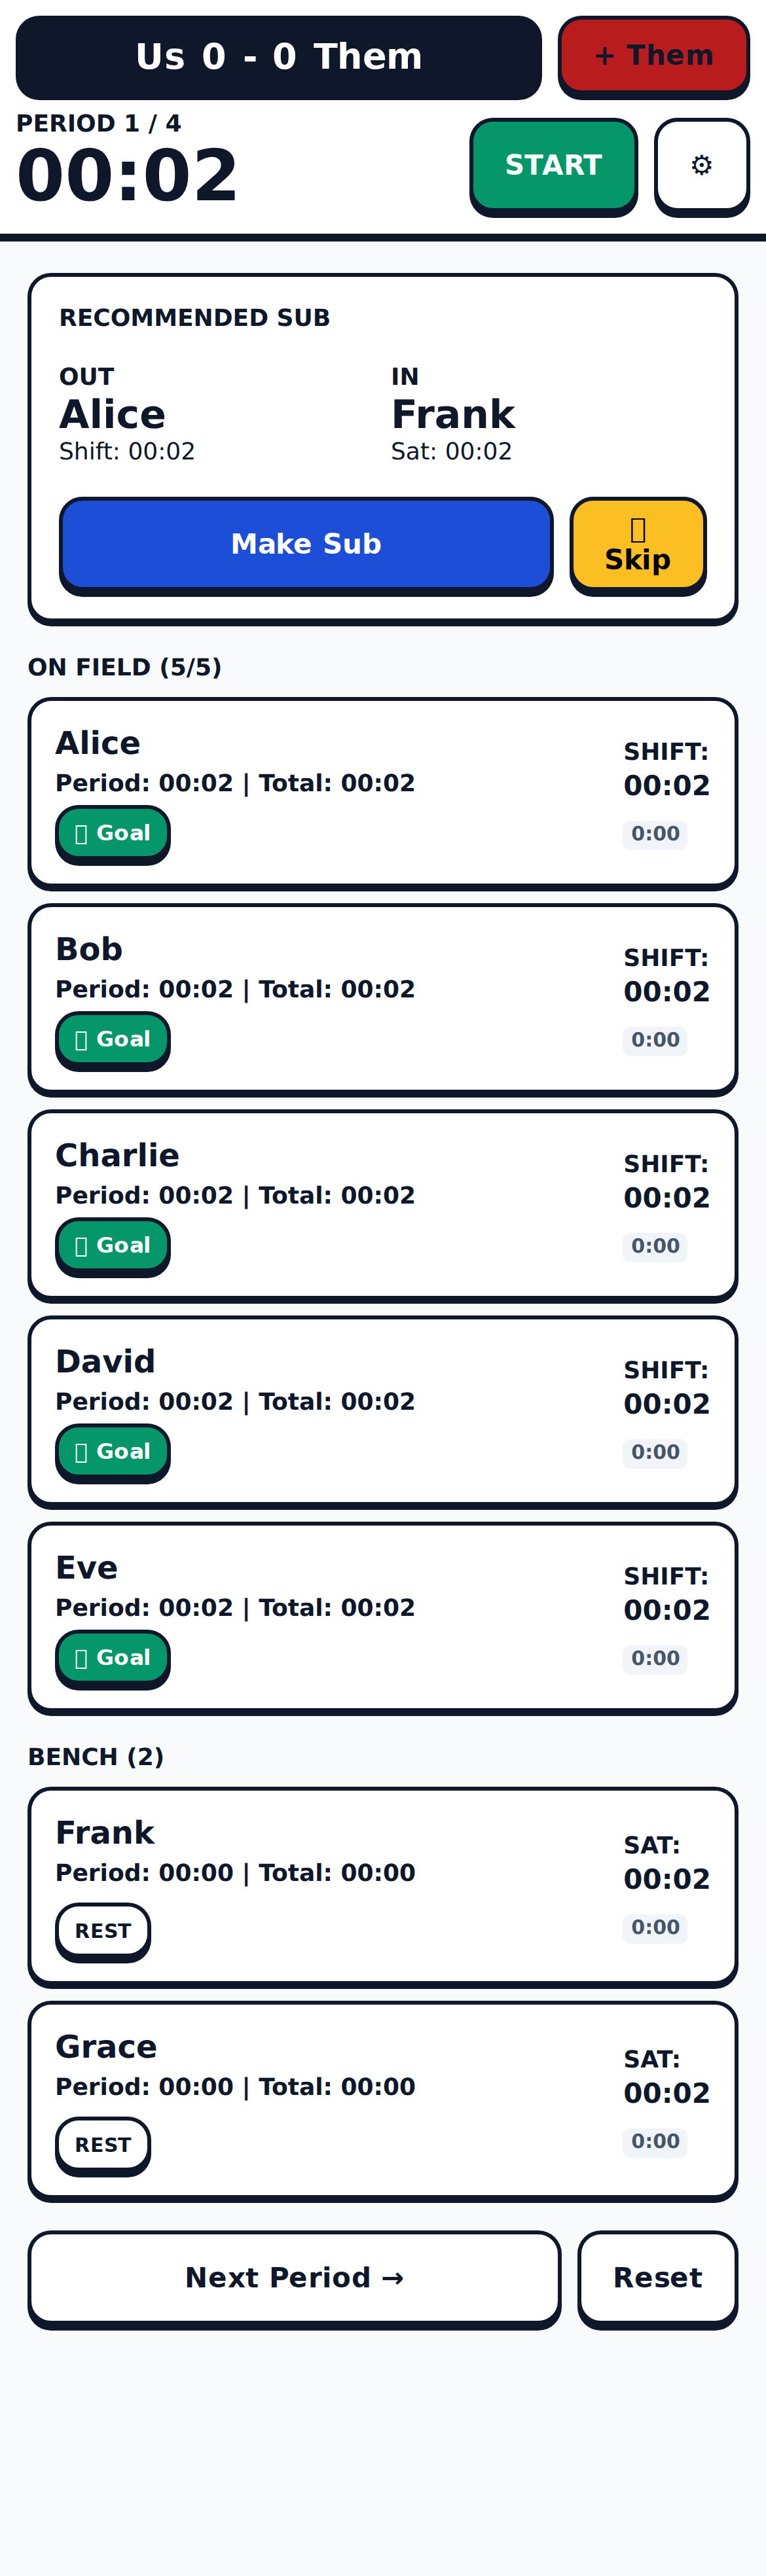 Us 0 - 0 Them
+ Them
PERIOD 1 / 4
00:02
START
⚙
RECOMMENDED SUB
OUT
Alice
Shift: 00:02
IN
Frank
Sat: 00:02
Make Sub
Skip
ON FIELD (5/5)
Alice
Period: 00:02 | Total: 00:02
Goal
SHIFT:
00:02
0:00
Bob
Period: 00:02 | Total: 00:02
Goal
SHIFT:
00:02
0:00
Charlie
Period: 00:02 | Total: 00:02
Goal
SHIFT:
00:02
0:00
David
Period: 00:02 | Total: 00:02
Goal
SHIFT:
00:02
0:00
Eve
Period: 00:02 | Total: 00:02
Goal
SHIFT:
00:02
0:00
BENCH (2)
Frank
Period: 00:00 | Total: 00:00
REST
SAT:
00:02
0:00
Grace
Period: 00:00 | Total: 00:00
REST
SAT:
00:02
0:00
Next Period →
Reset